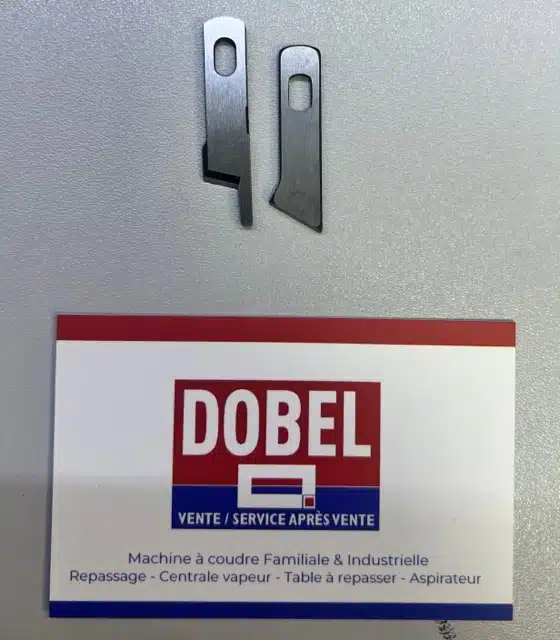 DOBEL
VENTE / SERVICE APRÈS VENTE
Machine à coudre Familiale & Industrielle
Repassage - Centrale vapeur - Table à repasser - Aspirateur